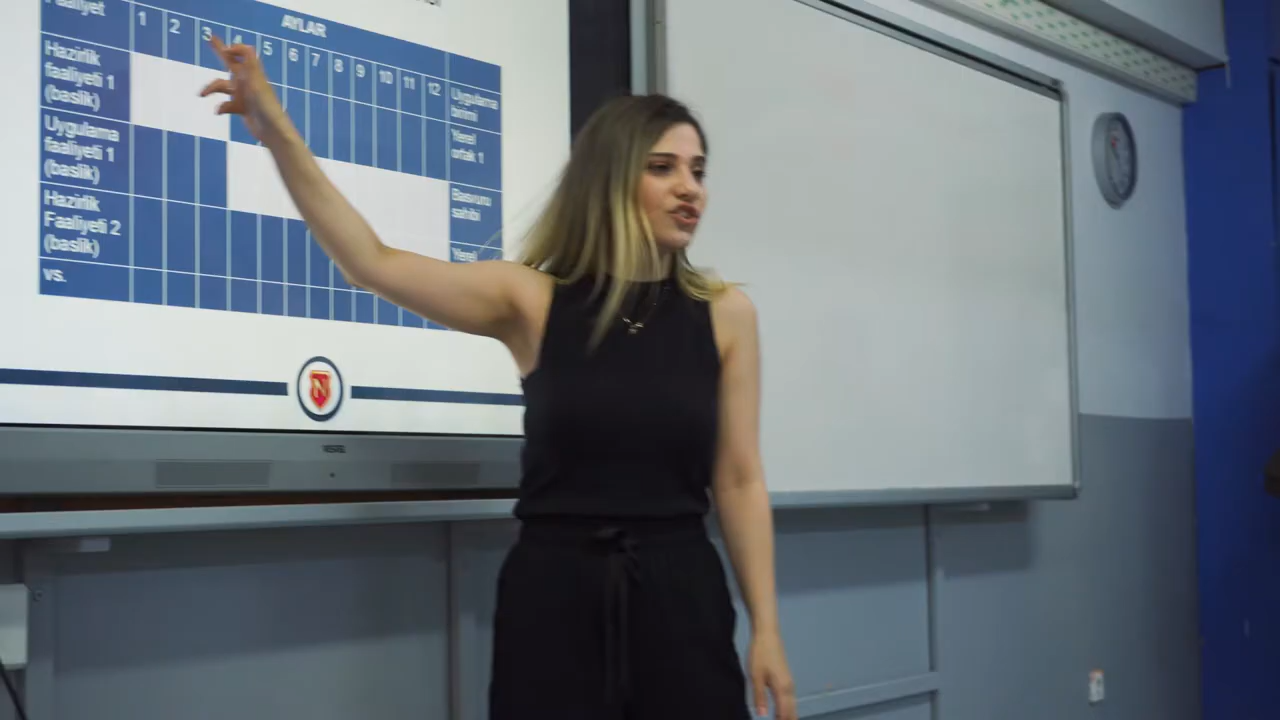 Faaliyet
AYLAR
1 2 3 4 5 6 7 8 9 10 11 12
Uygulama
birimi
Hazirlik
faaliyeti 1
(baslik)
Yerel
ortak 1
Uygulama
faaliyeti 1
(baslik)
Basvuru
sahibi
Hazirlik
Faaliyeti 2
(baslik)
Yerel
vs.
N